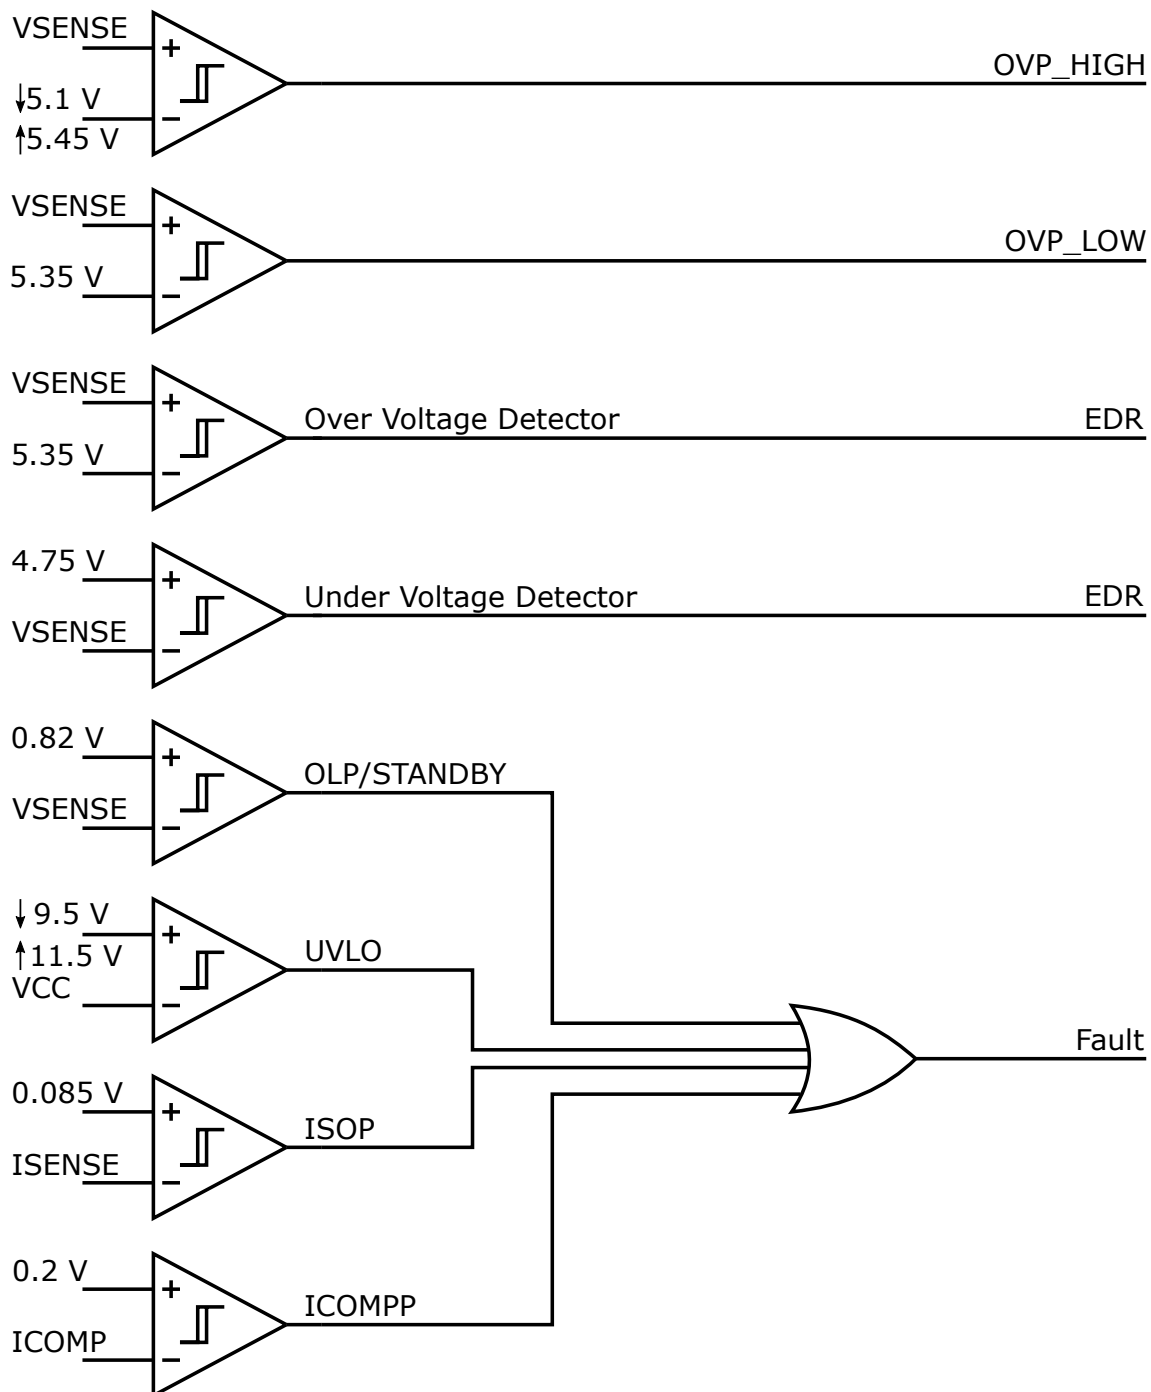 VSENSE
+
↓5.1 V
−
↑5.45 V
OVP_HIGH
VSENSE
+
5.35 V
−
OVP_LOW
VSENSE
+
5.35 V
−
Over Voltage Detector
EDR
4.75 V
+
VSENSE
−
Under Voltage Detector
EDR
0.82 V
+
VSENSE
−
OLP/STANDBY
↓ 9.5 V
+
↑11.5 V
VCC
−
UVLO
0.085 V
+
ISENSE
−
ISOP
0.2 V
+
ICOMP
−
ICOMPP
Fault